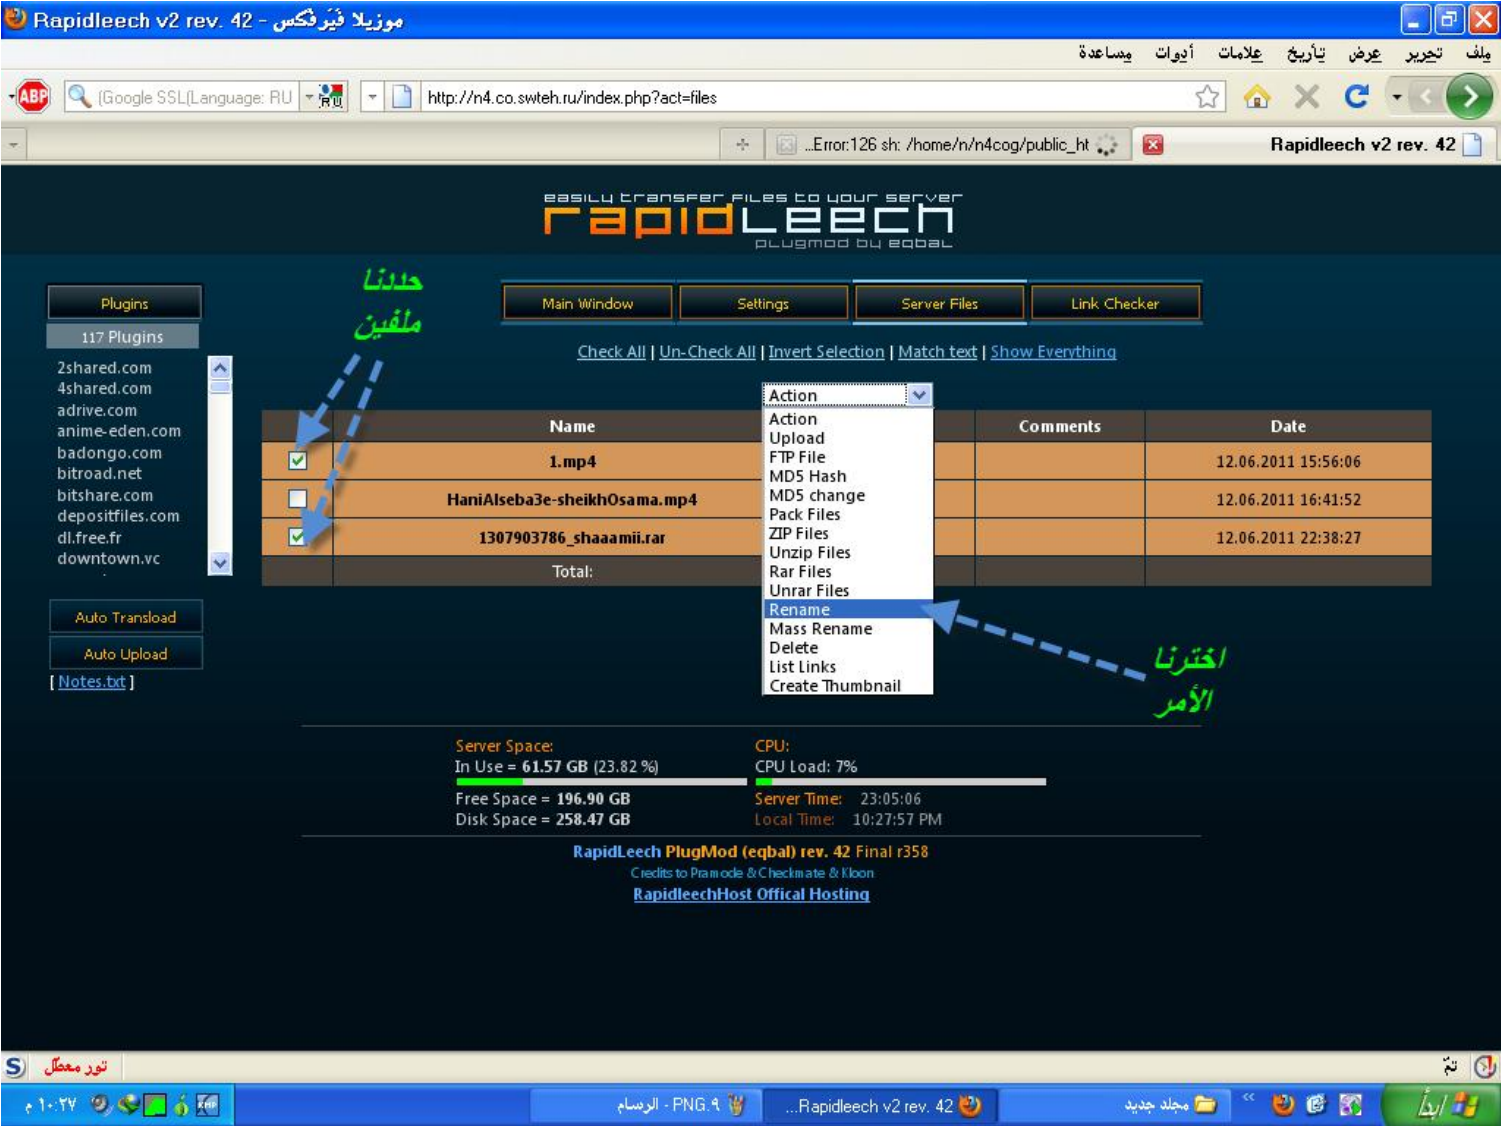 Rapidleech v2 rev. 42 - موزيلا فَيَرفُكس
ملف تحرير عرض تأريخ علامات أدوات مساعدة
ABP (Google SSL(Language: RU RU http://n4.co.swteh.ru/index.php?act=files
...Error:126 sh: /home/n/n4cog/public_ht Rapidleech v2 rev. 42
easily transfer files to your server
rapidleech
plugmod by eqbal
حددنا
ملفين
Plugins
Main Window Settings Server Files Link Checker
117 Plugins
Check All | Un-Check All | Invert Selection | Match text | Show Everything
2shared.com
4shared.com
adrive.com
anime-eden.com
badongo.com
bitroad.net
bitshare.com
depositfiles.com
dl.free.fr
downtown.vc
Action
Name Comments Date
1.mp4 12.06.2011 15:56:06
HaniAlseba3e-sheikhOsama.mp4 12.06.2011 16:41:52
1307903786_shaaamii.rar 12.06.2011 22:38:27
Total:
Action
Upload
FTP File
MD5 Hash
MD5 change
Pack Files
ZIP Files
Unzip Files
Rar Files
Unrar Files
Rename
Mass Rename
Delete
List Links
Create Thumbnail
اخترنا
الأمر
Auto Transload
Auto Upload
[ Notes.txt ]
Server Space:
In Use = 61.57 GB (23.82 %)
Free Space = 196.90 GB
Disk Space = 258.47 GB
CPU:
CPU Load: 7%
Server Time: 23:05:06
Local Time: 10:27:57 PM
RapidLeech PlugMod (eqbal) rev. 42 Final r358
Credits to Pramode & Checkmate & Kloon
RapidleechHost Offical Hosting
تمّ
تور معطّل
ابدأ
مجلد جديد
...Rapidleech v2 rev. 42
PNG.٩ - الرسام
KMP
١٠:٢٧ م